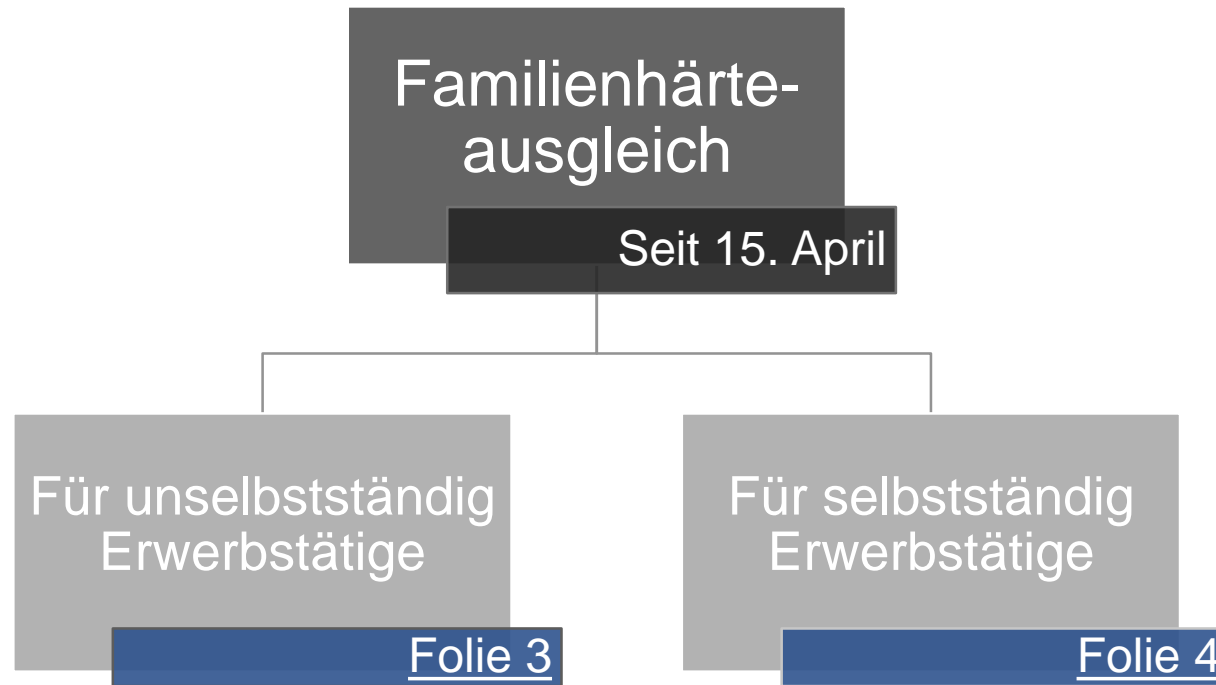 Familienhärte-
ausgleich
Seit 15. April
Für unselbstständig
Erwerbstätige
Folie 3
Für selbstständig
Erwerbstätige
Folie 4